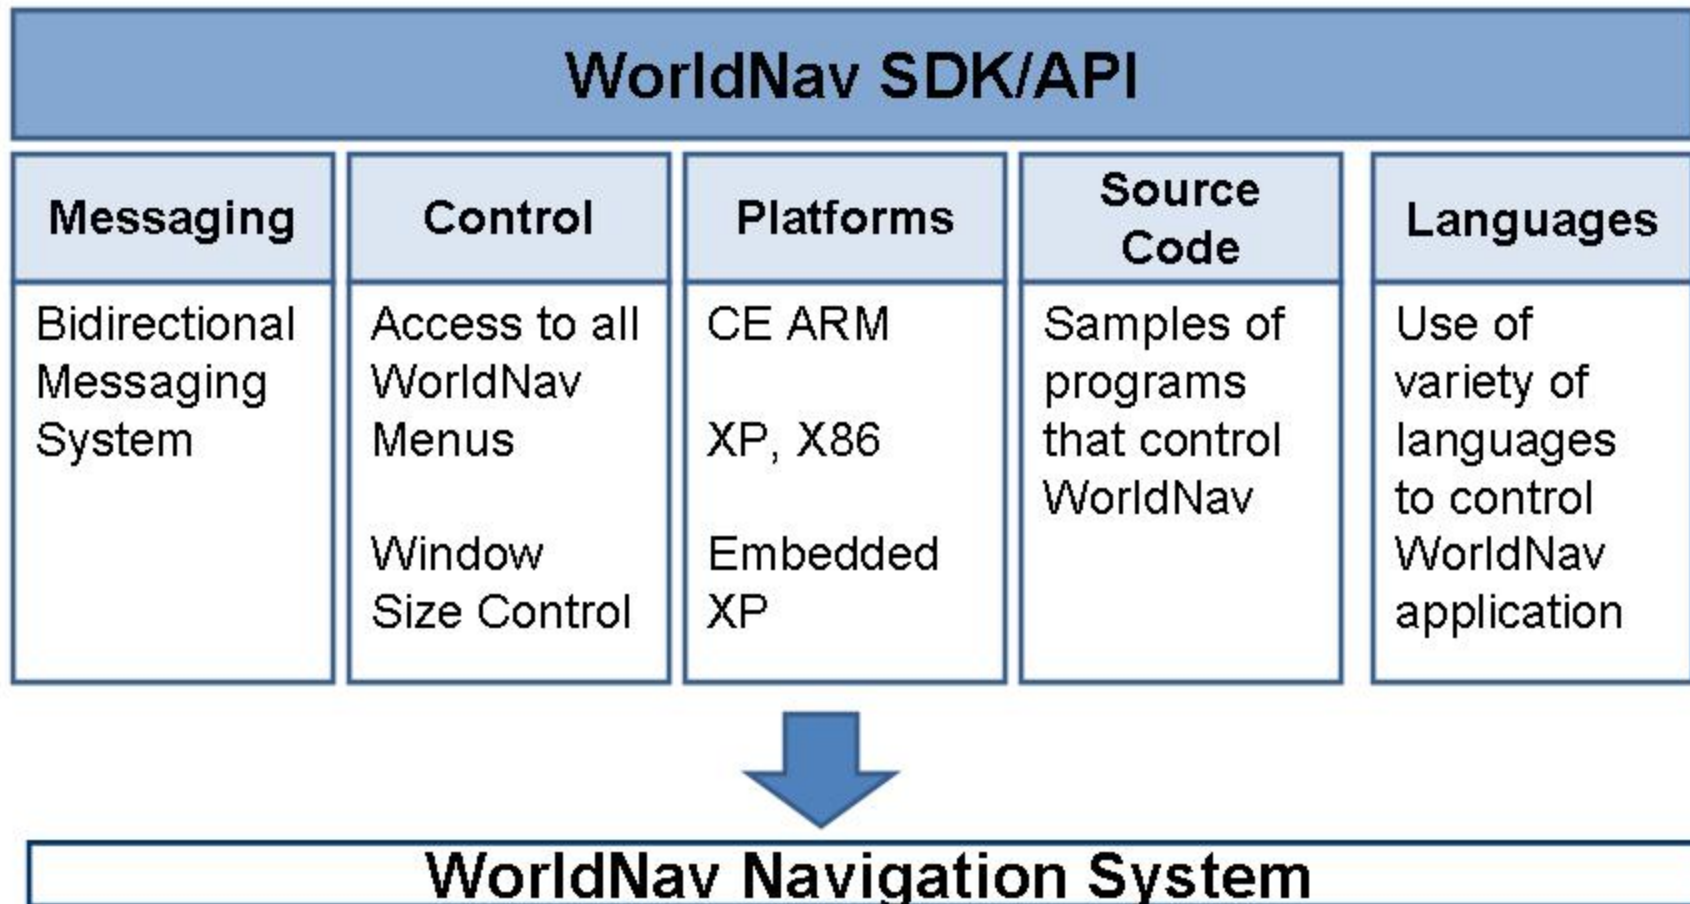 WorldNav SDK/API
Messaging
Bidirectional
Messaging
System
Control
Access to all
WorldNav
Menus
Window
Size Control
Platforms
CE ARM
XP, X86
Embedded
XP
Source
Code
Samples of
programs
that control
WorldNav
Languages
Use of
variety of
languages
to control
WorldNav
application
WorldNav Navigation System